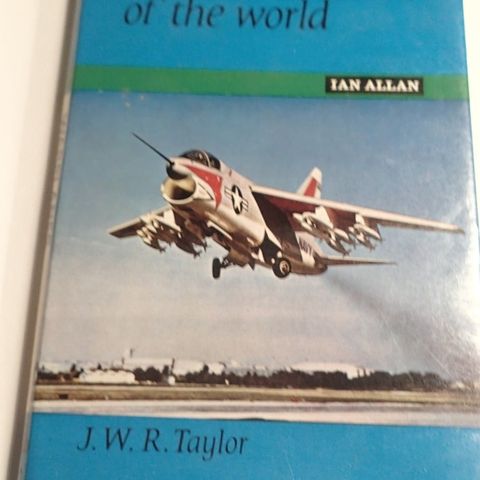 of the world
IAN ALLAN
J. W. R. Taylor